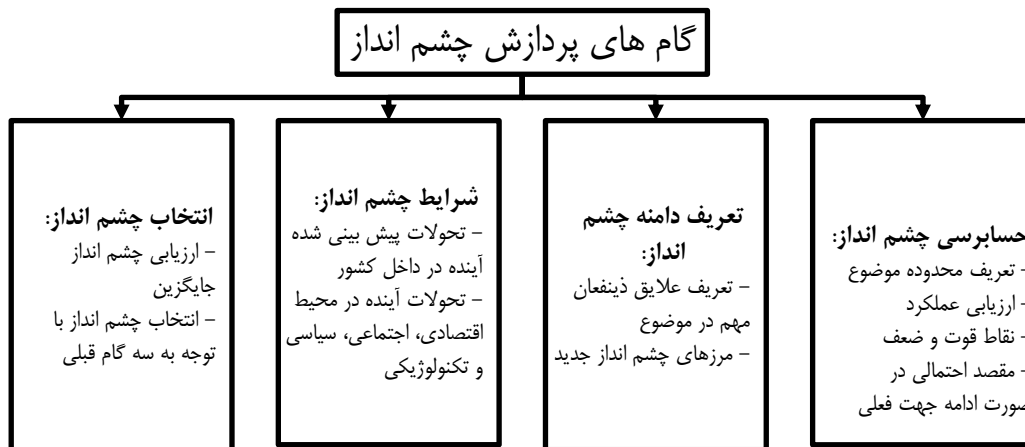 گام های پردازش چشم انداز
حسابرسی چشم انداز:
- تعریف محدوده موضوع
- ارزیابی عملکرد
- نقاط قوت و ضعف
- مقصد احتمالی در
صورت ادامه جهت فعلی
تعریف دامنه چشم
انداز:
- تعریف علایق ذینفعان
مهم در موضوع
- مرزهای چشم انداز جدید
شرایط چشم انداز:
- تحولات پیش بینی شده
آینده در داخل کشور
- تحولات آینده در محیط
اقتصادی، اجتماعی، سیاسی
و تکنولوژیکی
انتخاب چشم انداز:
- ارزیابی چشم انداز
جایگزین
- انتخاب چشم انداز با
توجه به سه گام قبلی